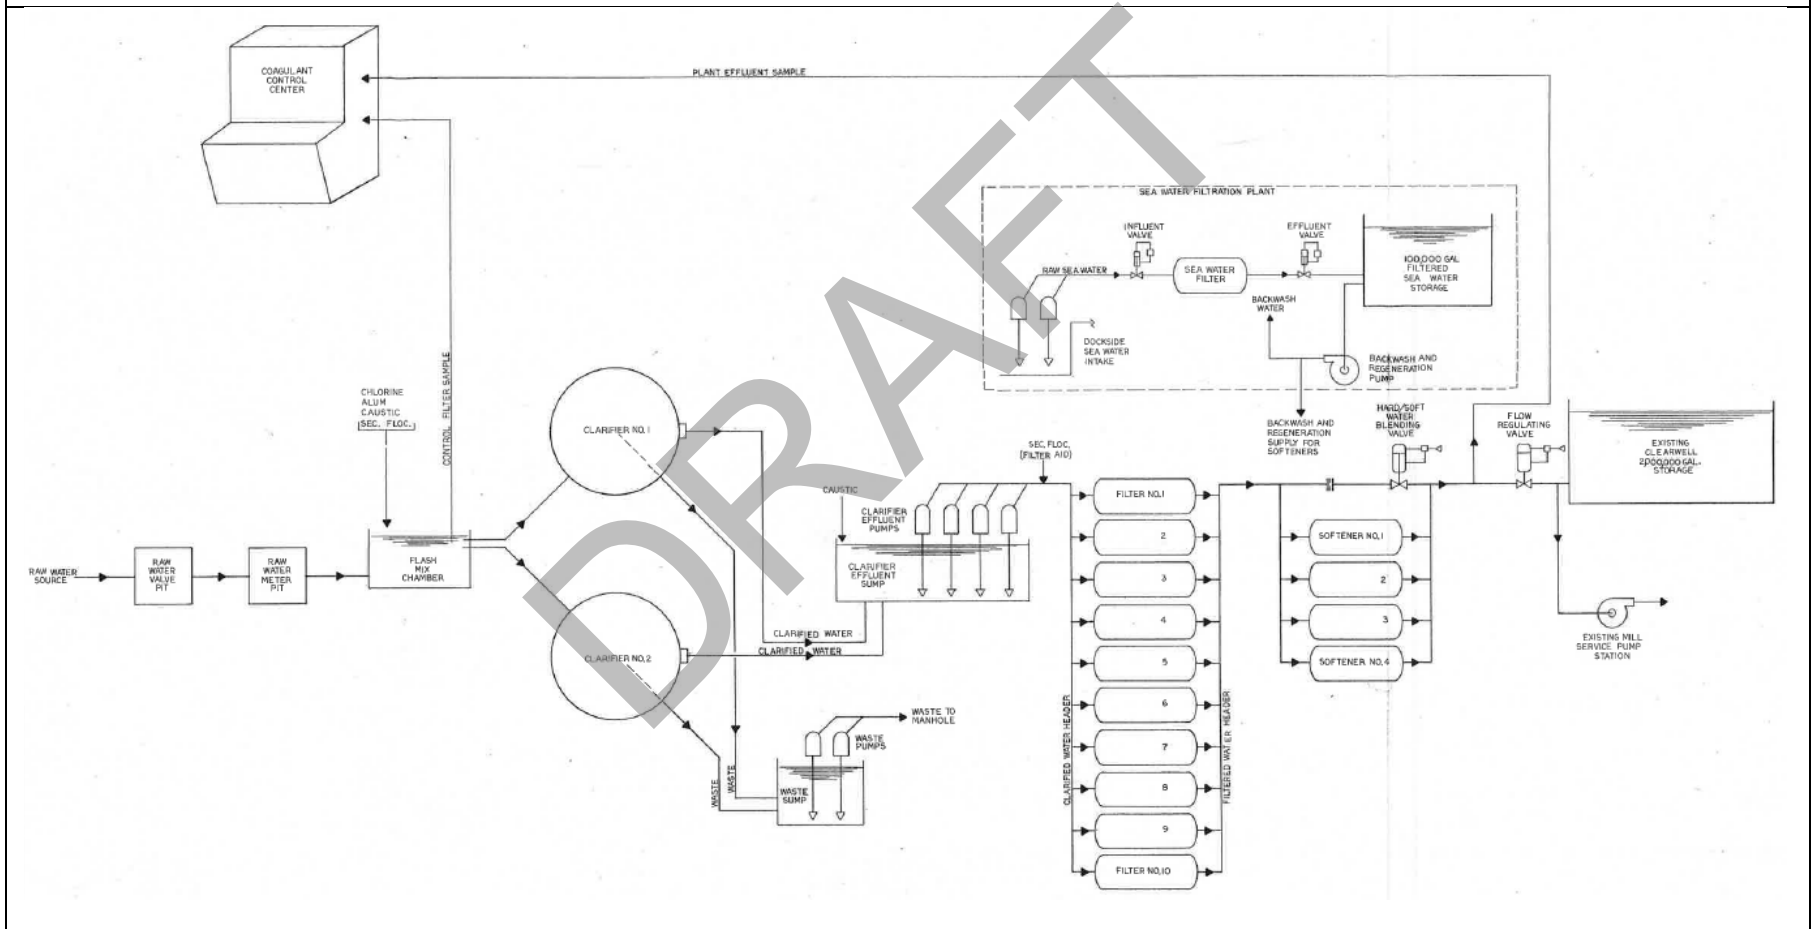 COAGULANT
CONTROL
CENTER
PLANT EFFLUENT SAMPLE
CONTROL FILTER SAMPLE
SEA WATER FILTRATION PLANT
INFLUENT
VALVE
EFFLUENT
VALVE
RAW SEA WATER
SEA WATER
FILTER
100,000 GAL
FILTERED
SEA WATER
STORAGE
BACKWASH
WATER
DOCKSIDE
SEA WATER
INTAKE
BACKWASH AND
REGENERATION
PUMP
BACKWASH AND
REGENERATION
SUPPLY FOR
SOFTENERS
HARD/SOFT
WATER
BLENDING
VALVE
FLOW
REGULATING
VALVE
EXISTING
CLEARWELL
2,000,000 GAL.
STORAGE
CHLORINE
ALUM
CAUSTIC
(SEC. FLOC.)
RAW WATER
SOURCE
RAW
WATER
VALVE
PIT
RAW
WATER
METER
PIT
FLASH
MIX
CHAMBER
CLARIFIER NO.1
CLARIFIER NO.2
CLARIFIED WATER
CLARIFIED WATER
WASTE
WASTE
WASTE TO
MANHOLE
WASTE
PUMPS
WASTE
SUMP
CAUSTIC
CLARIFIER
EFFLUENT
PUMPS
CLARIFIER
EFFLUENT
SUMP
SEC. FLOC.
(FILTER AID)
CLARIFIED WATER HEADER
FILTER NO.1
2
3
4
5
6
7
8
9
FILTER NO.10
FILTERED WATER HEADER
SOFTENER NO.1
2
3
SOFTENER NO.4
EXISTING MILL
SERVICE PUMP
STATION
DRAFT